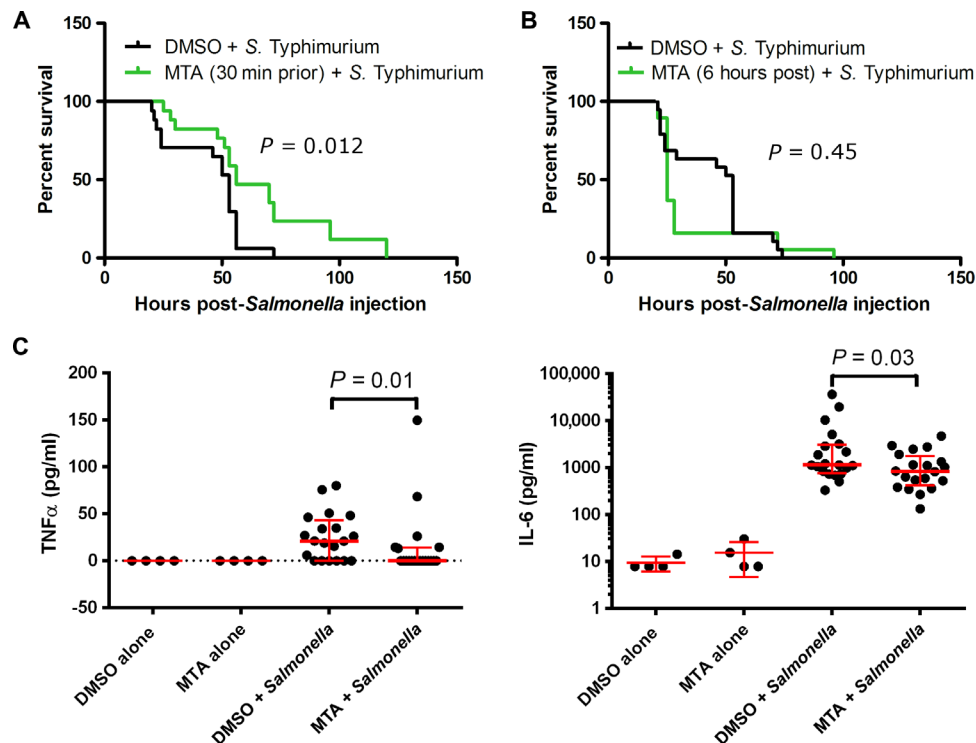 A
150
100
50
0
Percent survival
DMSO + S. Typhimurium
MTA (30 min prior) + S. Typhimurium
P = 0.012
0
50
100
150
Hours post-Salmonella injection
B
150
100
50
0
Percent survival
DMSO + S. Typhimurium
MTA (6 hours post) + S. Typhimurium
P = 0.45
0
50
100
150
Hours post-Salmonella injection
C
200
150
100
50
0
-50
TNFα (pg/ml)
P = 0.01
DMSO alone
MTA alone
DMSO + Salmonella
MTA + Salmonella
100,000
10,000
1000
100
10
1
IL-6 (pg/ml)
P = 0.03
DMSO alone
MTA alone
DMSO + Salmonella
MTA + Salmonella